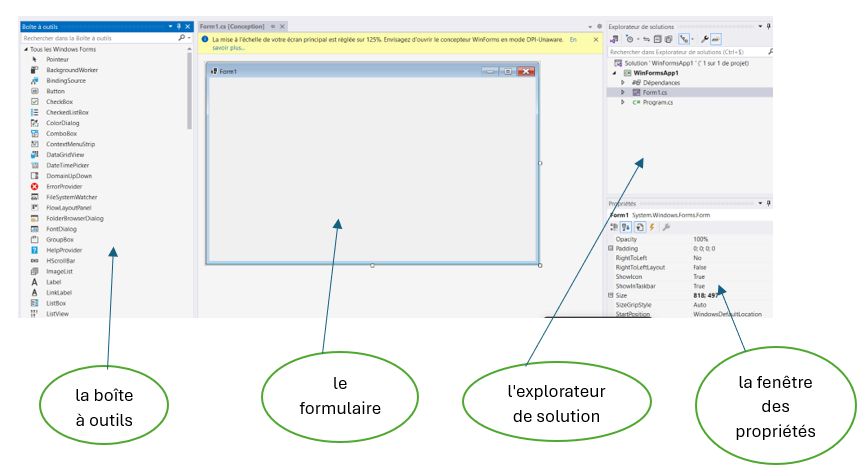 Boîte à outils
Rechercher dans la Boîte à outils
Tous les Windows Forms
Pointeur
BackgroundWorker
BindingSource
Button
CheckBox
CheckedListBox
ColorDialog
ComboBox
ContextMenuStrip
DataGridView
DateTimePicker
DomainUpDown
ErrorProvider
FileSystemWatcher
FlowLayoutPanel
FolderBrowserDialog
FontDialog
GroupBox
HelpProvider
HScrollBar
ImageList
Label
LinkLabel
ListBox
ListView
Form1.cs [Conception]
La mise à l'échelle de votre écran principal est réglée sur 125%. Envisagez d'ouvrir le concepteur WinForms en mode DPI-Unaware. En
savoir plus...
Form1
Explorateur de solutions
Rechercher dans Explorateur de solutions (Ctrl+$)
Solution 'WinFormsApp1' (' 1 sur 1 de projet)
WinFormsApp1
Dépendances
Form1.cs
C# Program.cs
Propriétés
Form1 System.Windows.Forms.Form
Opacity 100%
Padding 0; 0; 0; 0
RightToLeft No
RightToLeftLayout False
ShowIcon True
ShowInTaskbar True
Size 818; 497
SizeGripStyle Auto
StartPosition WindowsDefaultLocation
la boîte
à outils
le
formulaire
l'explorateur
de solution
la fenêtre
des
propriétés